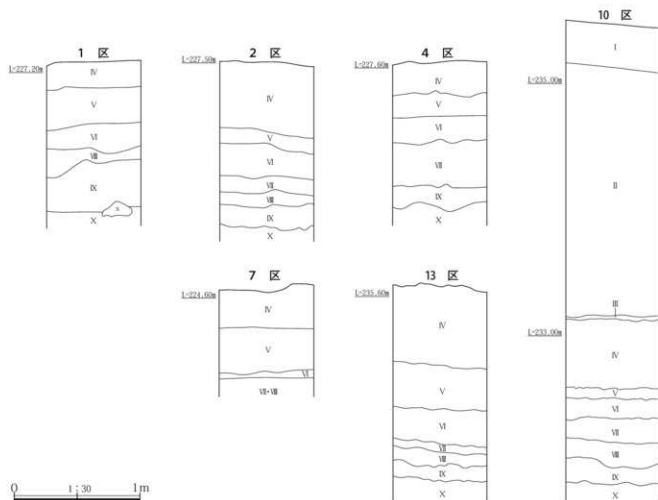 1 区
L=227.20m
Ⅳ
Ⅴ
Ⅵ
Ⅷ
Ⅸ
S
Ⅹ
2 区
L=227.50m
Ⅳ
Ⅴ
Ⅵ
Ⅶ
Ⅷ
Ⅸ
Ⅹ
4 区
L=227.60m
Ⅳ
Ⅴ
Ⅵ
Ⅶ
Ⅸ
Ⅹ
10 区
Ⅰ
L=235.00m
Ⅱ
Ⅲ
L=233.00m
Ⅳ
Ⅴ
Ⅵ
Ⅶ
Ⅷ
Ⅸ
Ⅹ
7 区
L=224.60m
Ⅳ
Ⅴ
Ⅵ
Ⅶ+Ⅷ
13 区
L=235.60m
Ⅳ
Ⅴ
Ⅵ
Ⅶ
Ⅷ
Ⅸ
Ⅹ
0 1:30 1m